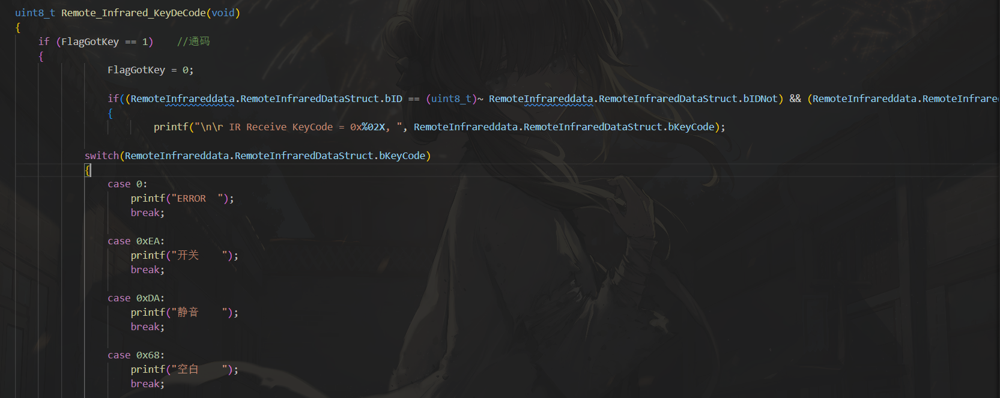 uint8_t Remote_Infrared_KeyDeCode(void)
{
if (FlagGotKey == 1) //通码
{
FlagGotKey = 0;
if((RemoteInfrareddata.RemoteInfraredDataStruct.bID == (uint8_t)~ RemoteInfrareddata.RemoteInfraredDataStruct.bIDNot) && (RemoteInfrareddata.RemoteInfrared
{
printf("\n\r IR Receive KeyCode = 0x%02X, ", RemoteInfrareddata.RemoteInfraredDataStruct.bKeyCode);
switch(RemoteInfrareddata.RemoteInfraredDataStruct.bKeyCode)
{
case 0:
printf("ERROR  ");
break;
case 0xEA:
printf("开关    ");
break;
case 0xDA:
printf("静音    ");
break;
case 0x68:
printf("空白    ");
break;